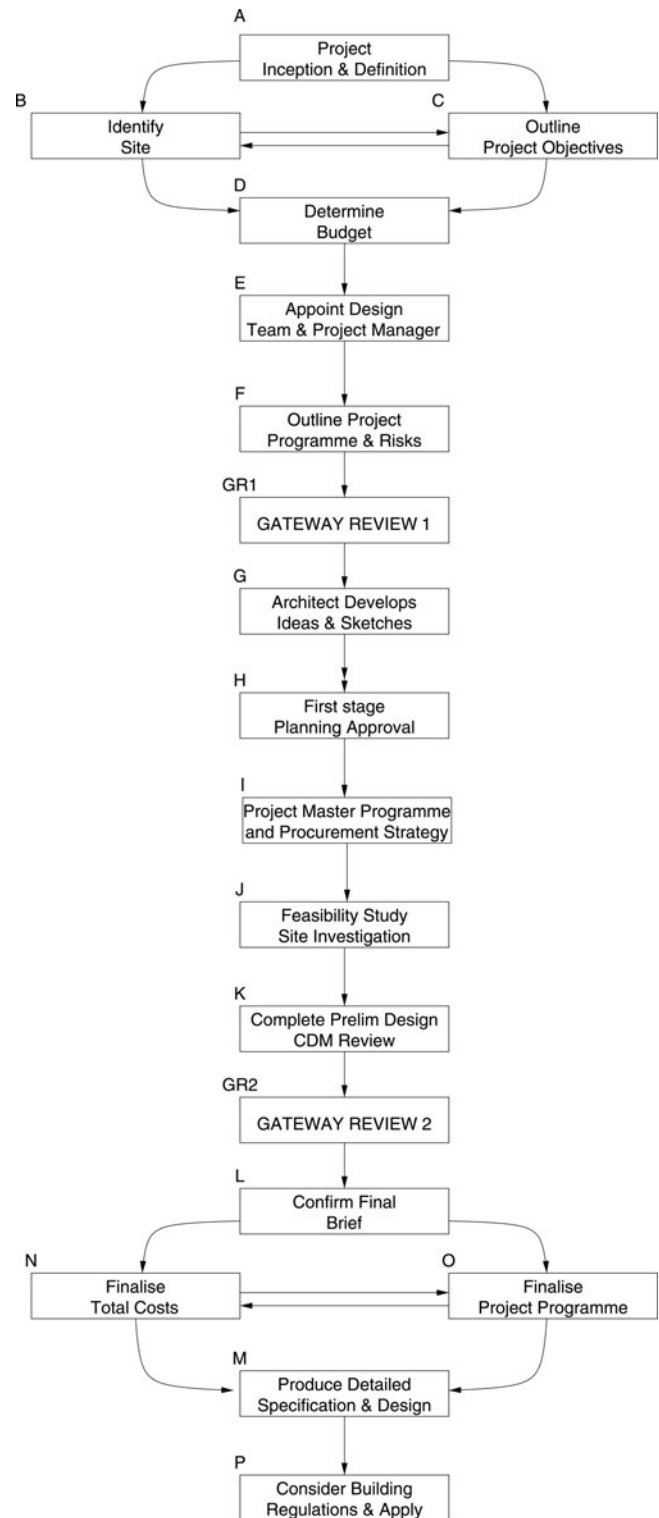 A
Project
Inception & Definition
B
Identify
Site
C
Outline
Project Objectives
D
Determine
Budget
E
Appoint Design
Team & Project Manager
F
Outline Project
Programme & Risks
GR1
GATEWAY REVIEW 1
G
Architect Develops
Ideas & Sketches
H
First stage
Planning Approval
I
Project Master Programme
and Procurement Strategy
J
Feasibility Study
Site Investigation
K
Complete Prelim Design
CDM Review
GR2
GATEWAY REVIEW 2
L
Confirm Final
Brief
N
Finalise
Total Costs
O
Finalise
Project Programme
M
Produce Detailed
Specification & Design
P
Consider Building
Regulations & Apply